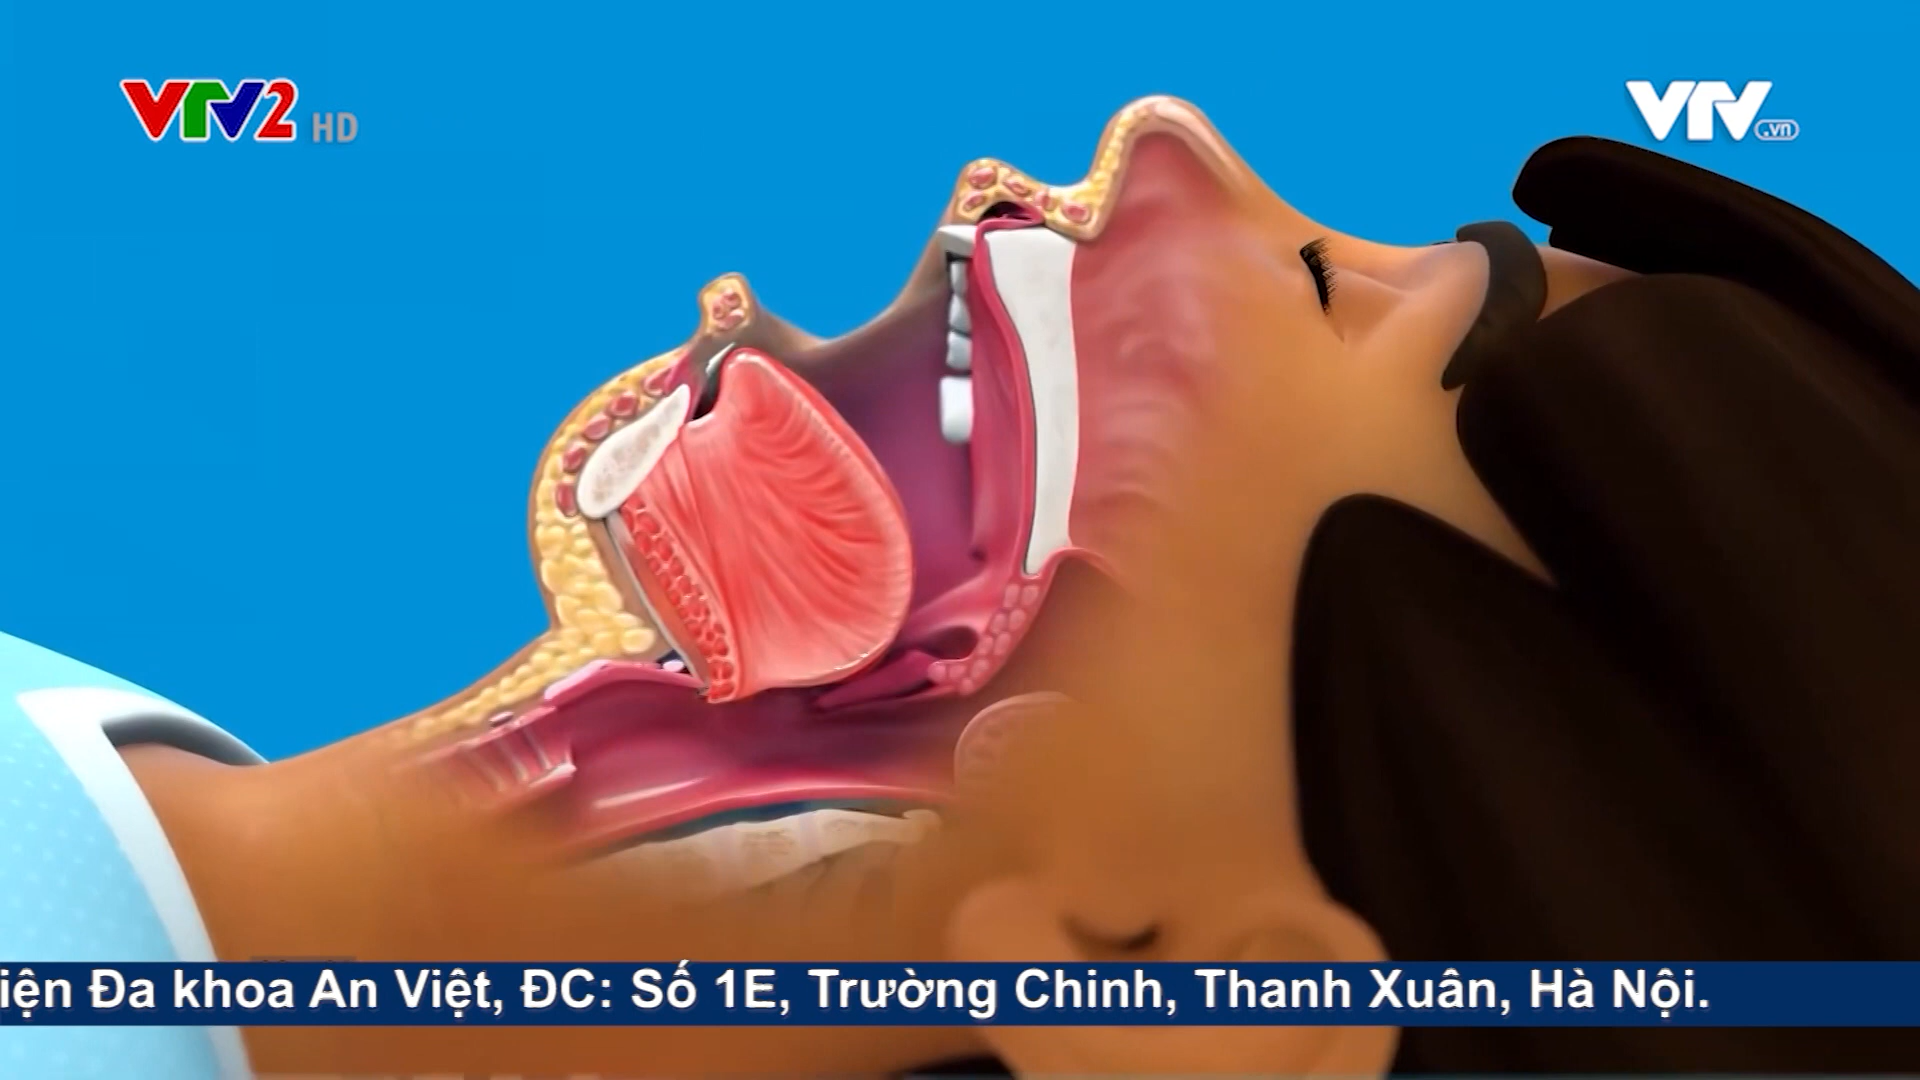 VTV2 HD
VTV.vn
iện Đa khoa An Việt, ĐC: Số 1E, Trường Chinh, Thanh Xuân, Hà Nội.